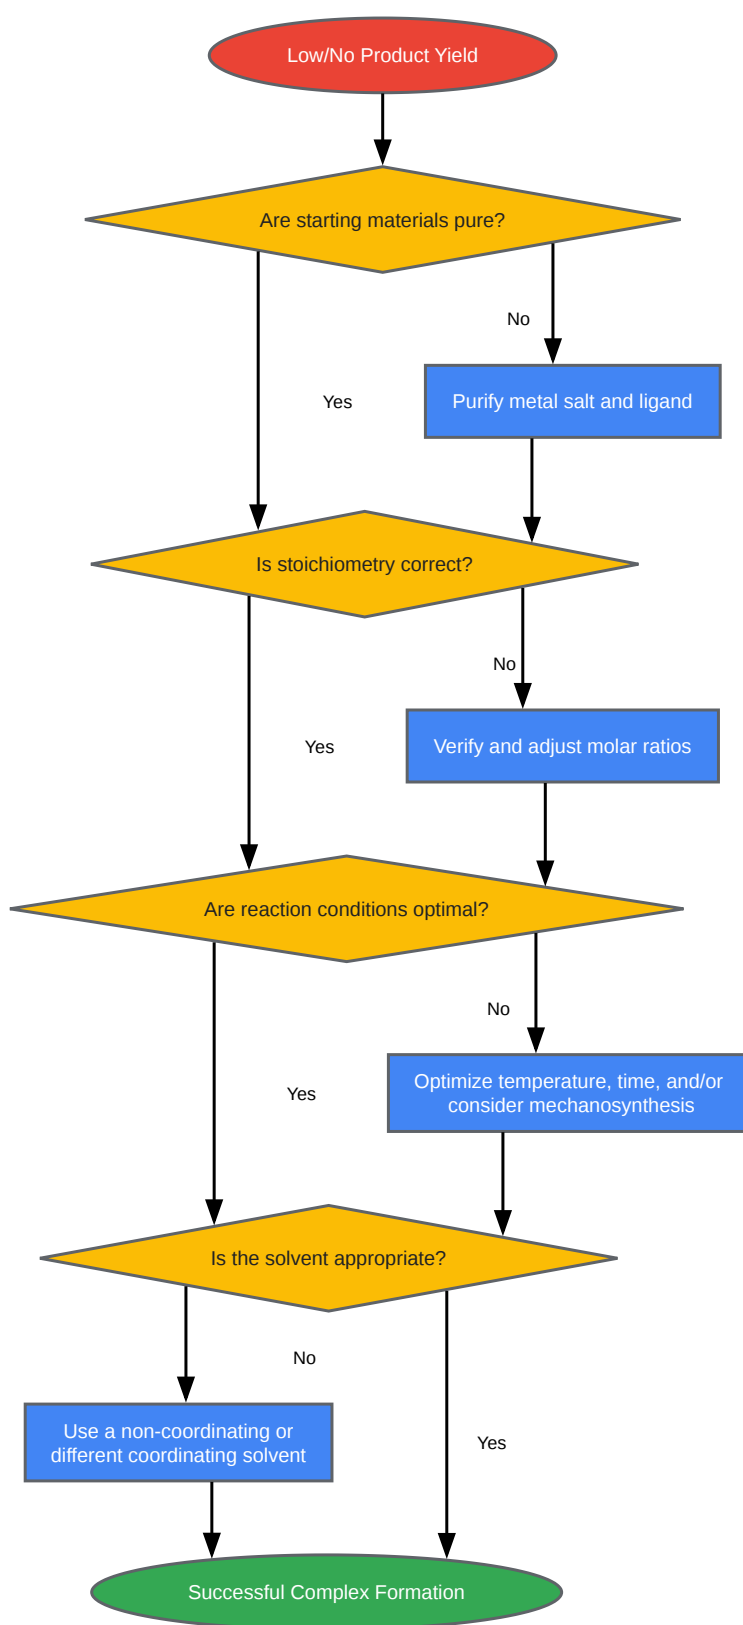 Low/No Product Yield
Are starting materials pure?
No
Yes
Purify metal salt and ligand
Is stoichiometry correct?
No
Yes
Verify and adjust molar ratios
Are reaction conditions optimal?
No
Yes
Optimize temperature, time, and/or
consider mechanosynthesis
Is the solvent appropriate?
No
Use a non-coordinating or
different coordinating solvent
Yes
Successful Complex Formation